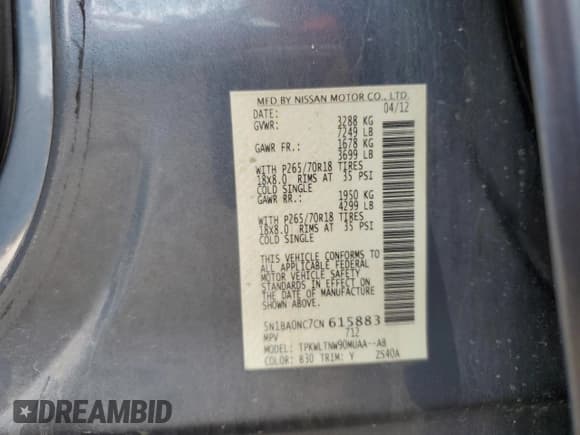 MFD BY NISSAN MOTOR CO., LTD.
DATE: 04/12
GVWR: 3288 KG
7249 LB
GAWR FR.: 1678 KG
3699 LB
WITH P265/70R18 TIRES
18X8.0 RIMS AT 35 PSI
COLD SINGLE
GAWR RR.: 1950 KG
4299 LB
WITH P265/70R18 TIRES
18X8.0 RIMS AT 35 PSI
COLD SINGLE
THIS VEHICLE CONFORMS TO
ALL APPLICABLE FEDERAL
MOTOR VEHICLE SAFETY
STANDARDS IN EFFECT ON
THE DATE OF MANUFACTURE
SHOWN ABOVE.
5N1BA0NC7CN 615883
MPV 712
MODEL: TPKWLTNW90MUAA--AB
COLOR: 830 TRIM: Y ZS40A
DREAMBID